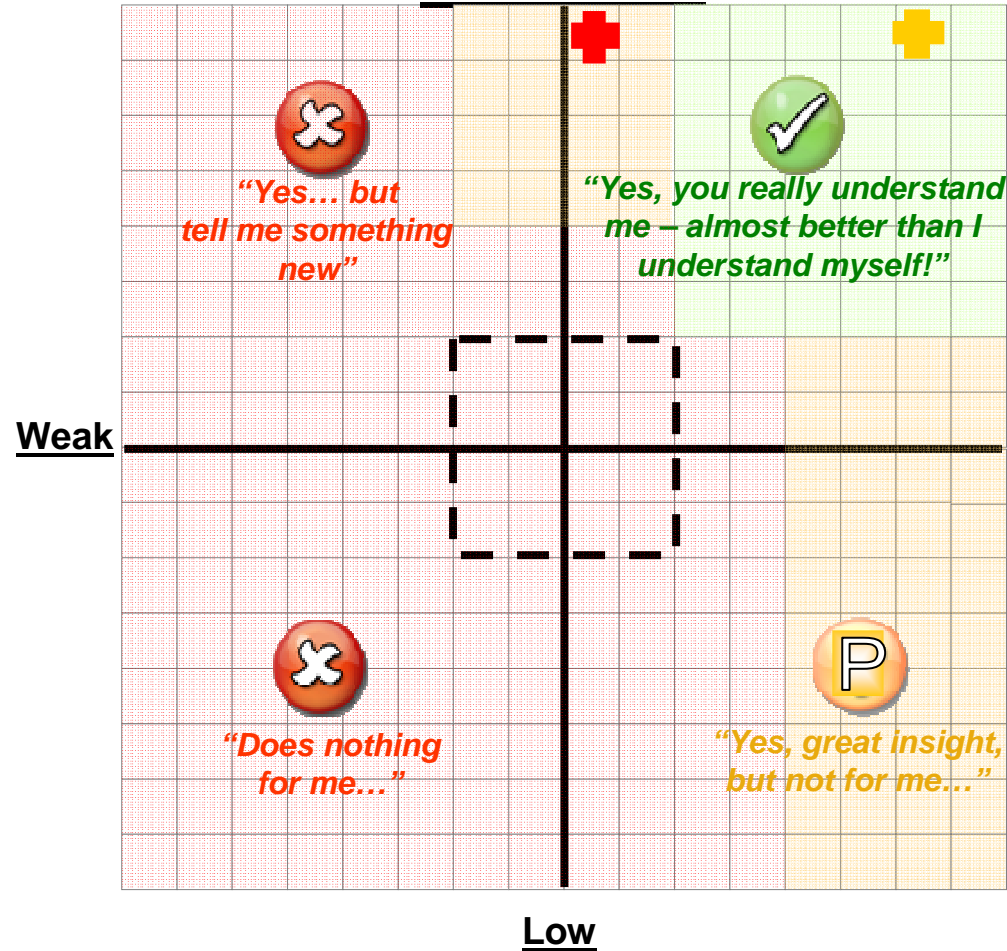 “Yes… but
tell me something
new”
“Yes, you really understand
me – almost better than I
understand myself!”
Weak
P
“Does nothing
for me…”
“Yes, great insight,
but not for me…”
Low